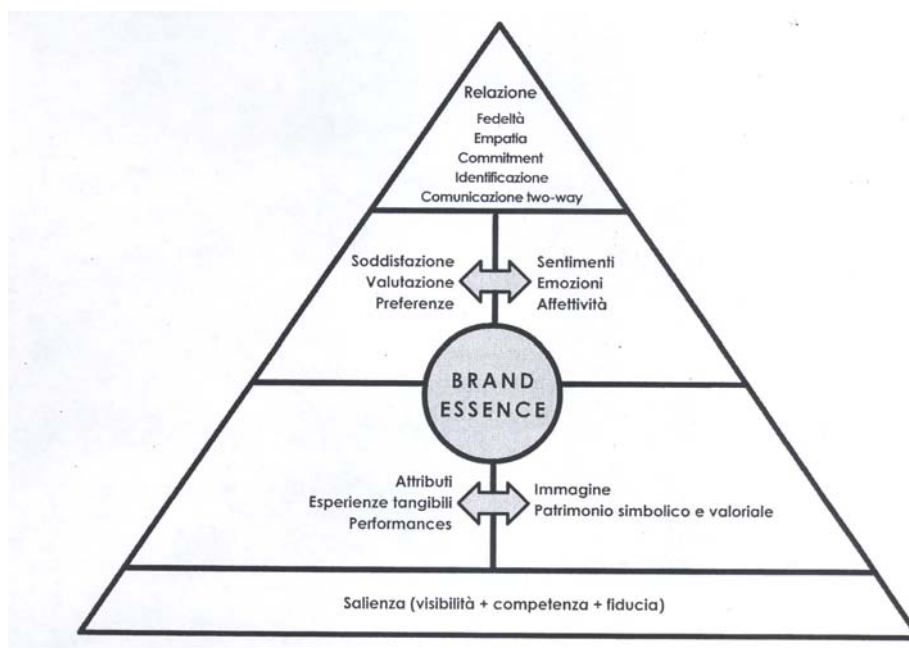 Relazione
Fedeltà
Empatia
Commitment
Identificazione
Comunicazione two-way
Soddisfazione
Valutazione
Preferenze
Sentimenti
Emozioni
Affettività
BRAND
ESSENCE
Attributi
Esperienze tangibili
Performances
Immagine
Patrimonio simbolico e valoriale
Salienza (visibilità + competenza + fiducia)